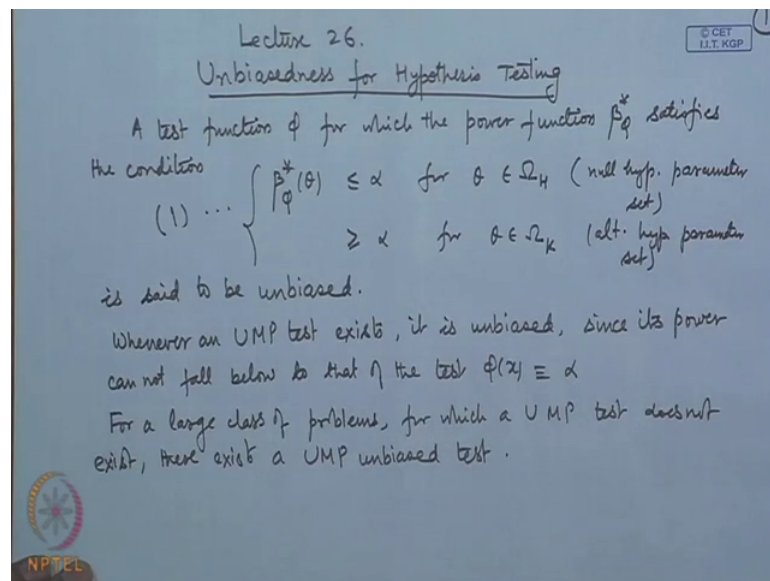 Lecture 26.
© CET
I.I.T. KGP
1
Unbiasedness for Hypothesis Testing
A test function φ for which the power function β*_φ satisfies
the condition
(1) ... { β*_φ(θ) ≤ α for θ ∈ Ω_H (null hyp. parameter
set)
≥ α for θ ∈ Ω_K (alt. hyp parameter
set)
is said to be unbiased.
Whenever an UMP test exists, it is unbiased, since its power
can not fall below to that of the test φ(x) ≡ α
For a large class of problems, for which a UMP test does not
exist, there exist a UMP unbiased test.
NPTEL